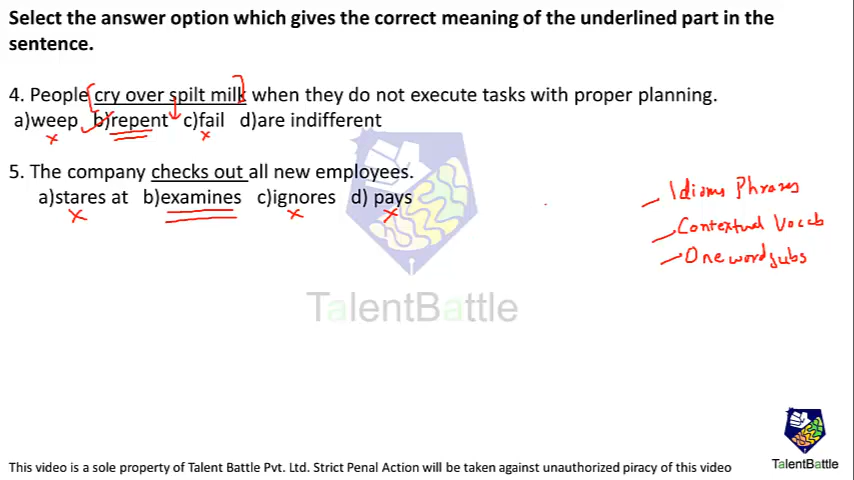 Select the answer option which gives the correct meaning of the underlined part in the
sentence.
4. People cry over spilt milk when they do not execute tasks with proper planning.
a)weep b)repent c)fail d)are indifferent
5. The company checks out all new employees.
a)stares at b)examines c)ignores d) pays
Idioms Phrases
Contextual Vocab
One word subs
TalentBattle
TalentBattle
This video is a sole property of Talent Battle Pvt. Ltd. Strict Penal Action will be taken against unauthorized piracy of this video